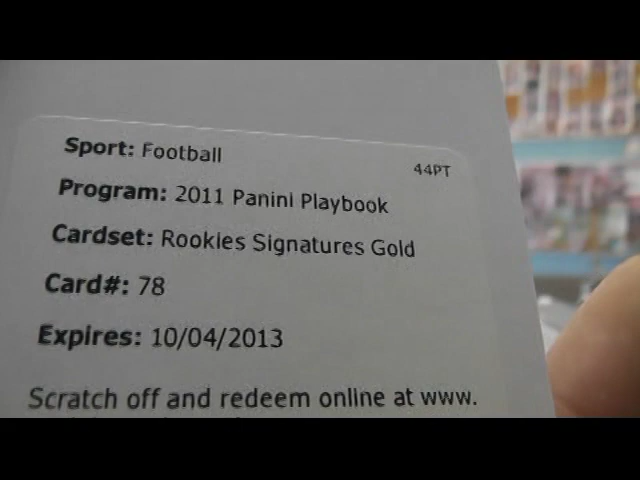 Sport: Football
44PT
Program: 2011 Panini Playbook
Cardset: Rookies Signatures Gold
Card#: 78
Expires: 10/04/2013
Scratch off and redeem online at www.